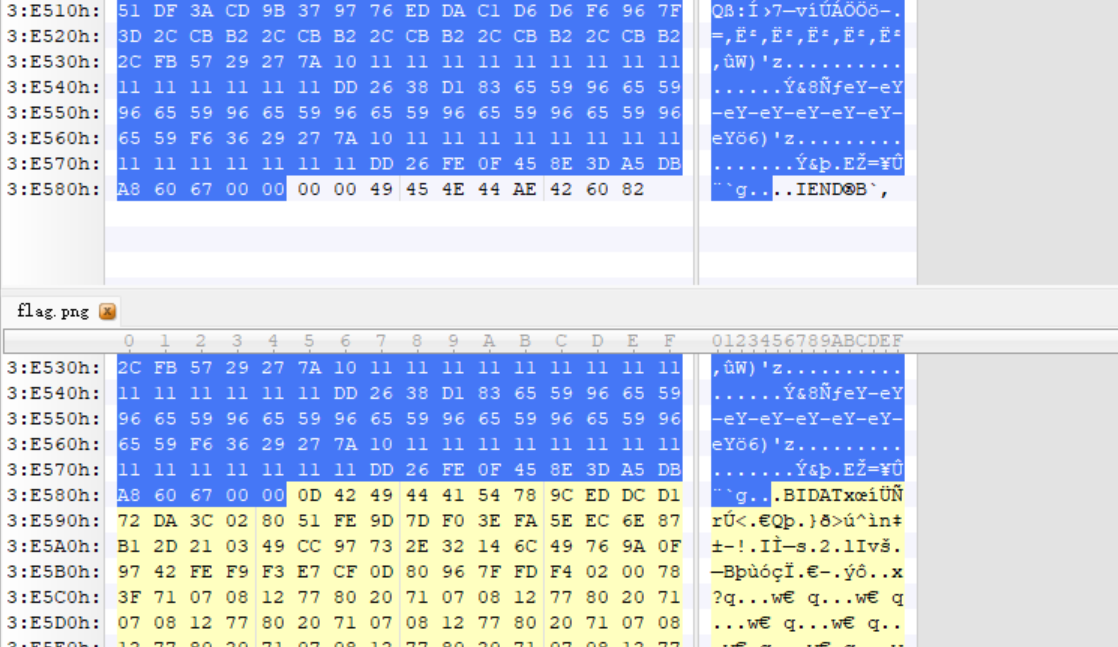 3:E510h: 51 DF 3A CD 9B 37 97 76 ED DA C1 D6 D6 F6 96 7F Qß:Í›7—víÚÁÖÖö–.
3:E520h: 3D 2C CB B2 2C CB B2 2C CB B2 2C CB B2 2C CB B2 =,Ë²,Ë²,Ë²,Ë²,Ë²
3:E530h: 2C FB 57 29 27 7A 10 11 11 11 11 11 11 11 11 11 ,ûW)'z..........
3:E540h: 11 11 11 11 11 11 DD 26 38 D1 83 65 59 96 65 59 ......Ý&8ÑƒeY–eY
3:E550h: 96 65 59 96 65 59 96 65 59 96 65 59 96 65 59 96 –eY–eY–eY–eY–eY–
3:E560h: 65 59 F6 36 29 27 7A 10 11 11 11 11 11 11 11 11 eYö6)'z.........
3:E570h: 11 11 11 11 11 11 11 DD 26 FE 0F 45 8E 3D A5 DB .......Ý&þ.EŽ=¥Û
3:E580h: A8 60 67 00 00 00 00 49 45 4E 44 AE 42 60 82 ¨`g....IEND®B`‚
flag.png
0 1 2 3 4 5 6 7 8 9 A B C D E F 0123456789ABCDEF
3:E530h: 2C FB 57 29 27 7A 10 11 11 11 11 11 11 11 11 11 ,ûW)'z..........
3:E540h: 11 11 11 11 11 11 DD 26 38 D1 83 65 59 96 65 59 ......Ý&8ÑƒeY–eY
3:E550h: 96 65 59 96 65 59 96 65 59 96 65 59 96 65 59 96 –eY–eY–eY–eY–eY–
3:E560h: 65 59 F6 36 29 27 7A 10 11 11 11 11 11 11 11 11 eYö6)'z.........
3:E570h: 11 11 11 11 11 11 11 DD 26 FE 0F 45 8E 3D A5 DB .......Ý&þ.EŽ=¥Û
3:E580h: A8 60 67 00 00 0D 42 49 44 41 54 78 9C ED DC D1 ¨`g...BIDATxœíÜÑ
3:E590h: 72 DA 3C 02 80 51 FE 9D 7D F0 3E FA 5E EC 6E 87 rÚ<.€Qþ.}ð>ú^ìn‡
3:E5A0h: B1 2D 21 03 49 CC 97 73 2E 32 14 6C 49 76 9A 0F ±-!.IÌ—s.2.lIvš.
3:E5B0h: 97 42 FE F9 F3 E7 CF 0D 80 96 7F FD F4 02 00 78 —BþùóçÏ.€–.ýô..x
3:E5C0h: 3F 71 07 08 12 77 80 20 71 07 08 12 77 80 20 71 ?q...w€ q...w€ q
3:E5D0h: 07 08 12 77 80 20 71 07 08 12 77 80 20 71 07 08 ...w€ q...w€ q..